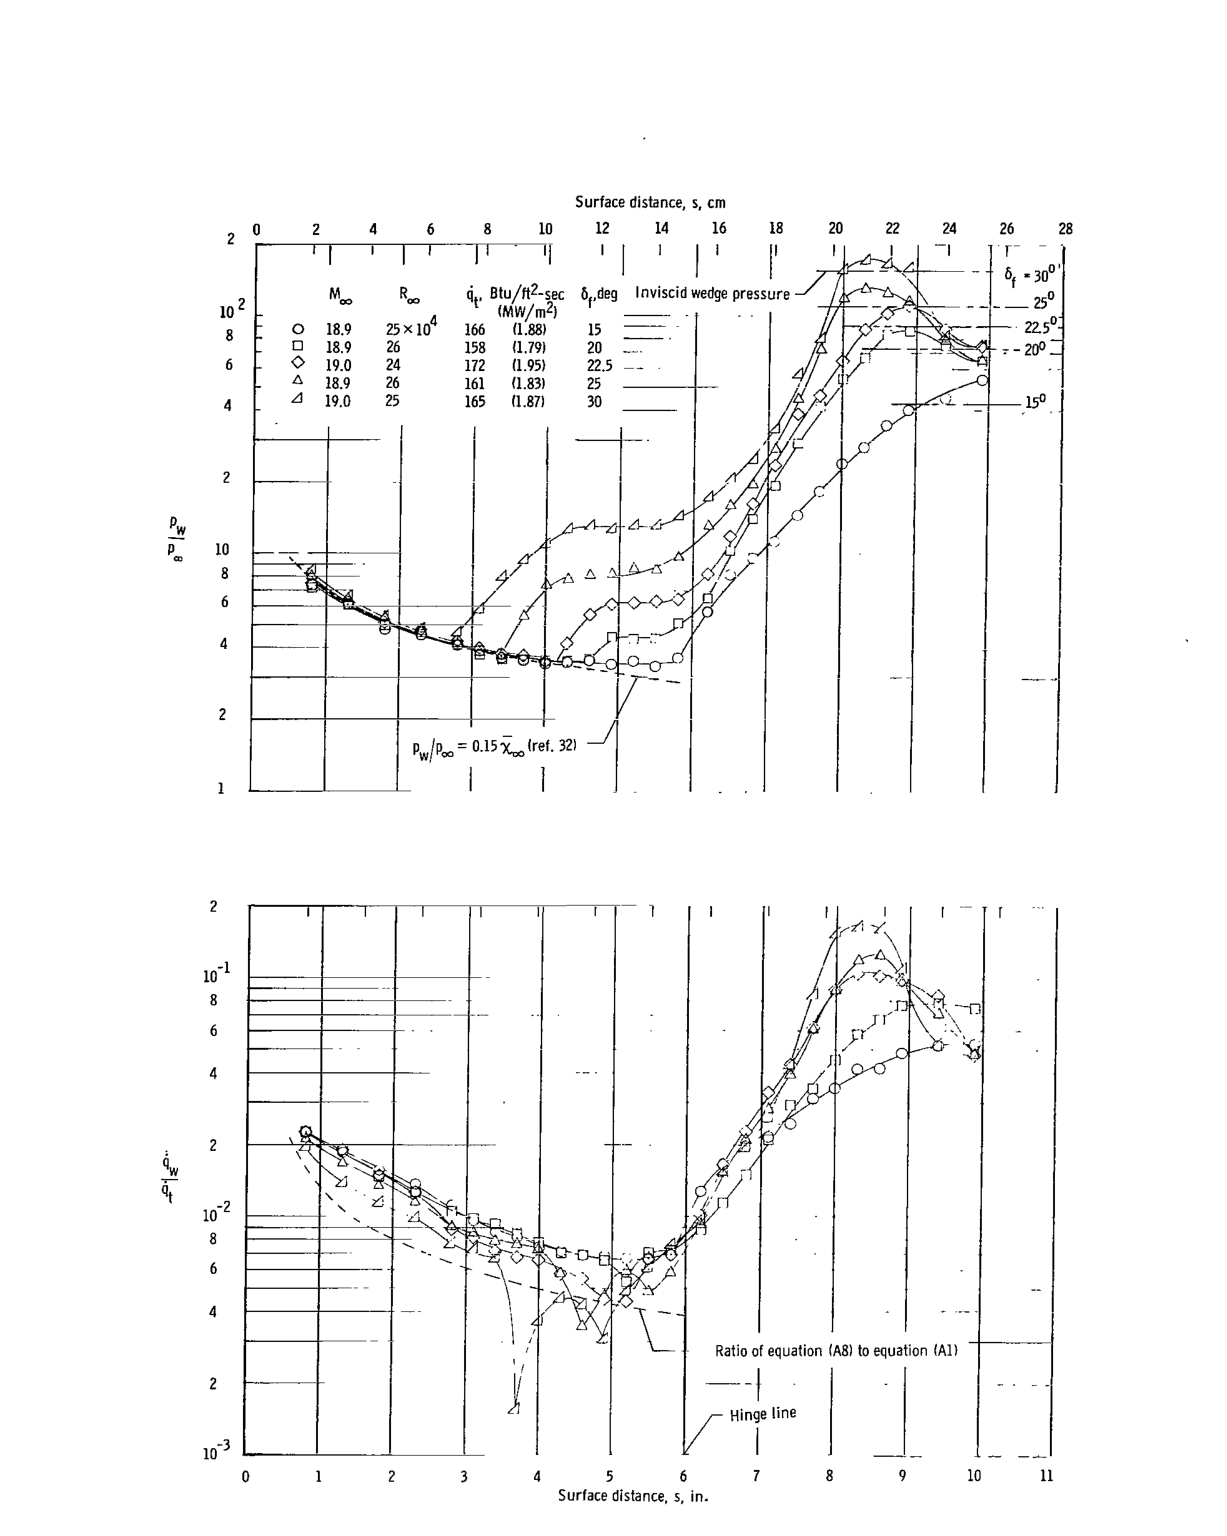 Surface distance, s, cm
0 2 4 6 8 10 12 14 16 18 20 22 24 26 28
2
δf = 30°
M∞ R∞ q̇t, Btu/ft²-sec δf,deg Inviscid wedge pressure
(MW/m²)
25°
10²
○ 18.9 25×10⁴ 166 (1.88) 15
22.5°
8
□ 18.9 26 158 (1.79) 20
20°
6
◇ 19.0 24 172 (1.95) 22.5
△ 18.9 26 161 (1.83) 25
4
19.0 25 165 (1.87) 30
15°
2
pw
p∞
10
8
6
4
2
pw/p∞ = 0.15 χ̄∞ (ref. 32)
1
2
10⁻¹
8
6
4
2
q̇w
q̇t
10⁻²
8
6
4
Ratio of equation (A8) to equation (A1)
2
Hinge line
10⁻³
0 1 2 3 4 5 6 7 8 9 10 11
Surface distance, s, in.